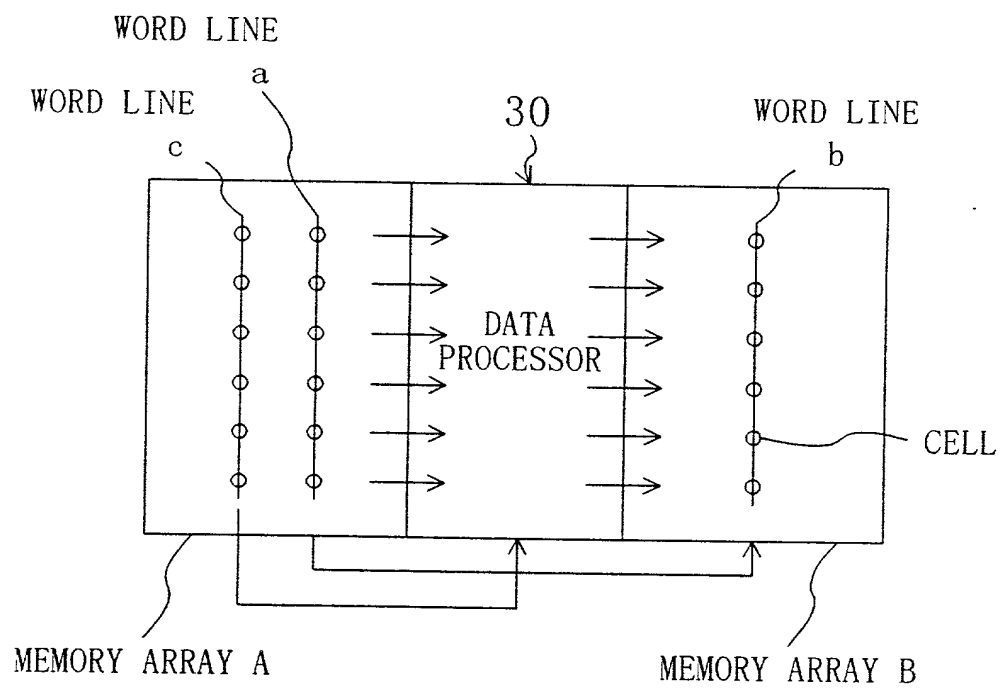 WORD LINE
a
WORD LINE
c
30
WORD LINE
b
DATA
PROCESSOR
CELL
MEMORY ARRAY A
MEMORY ARRAY B